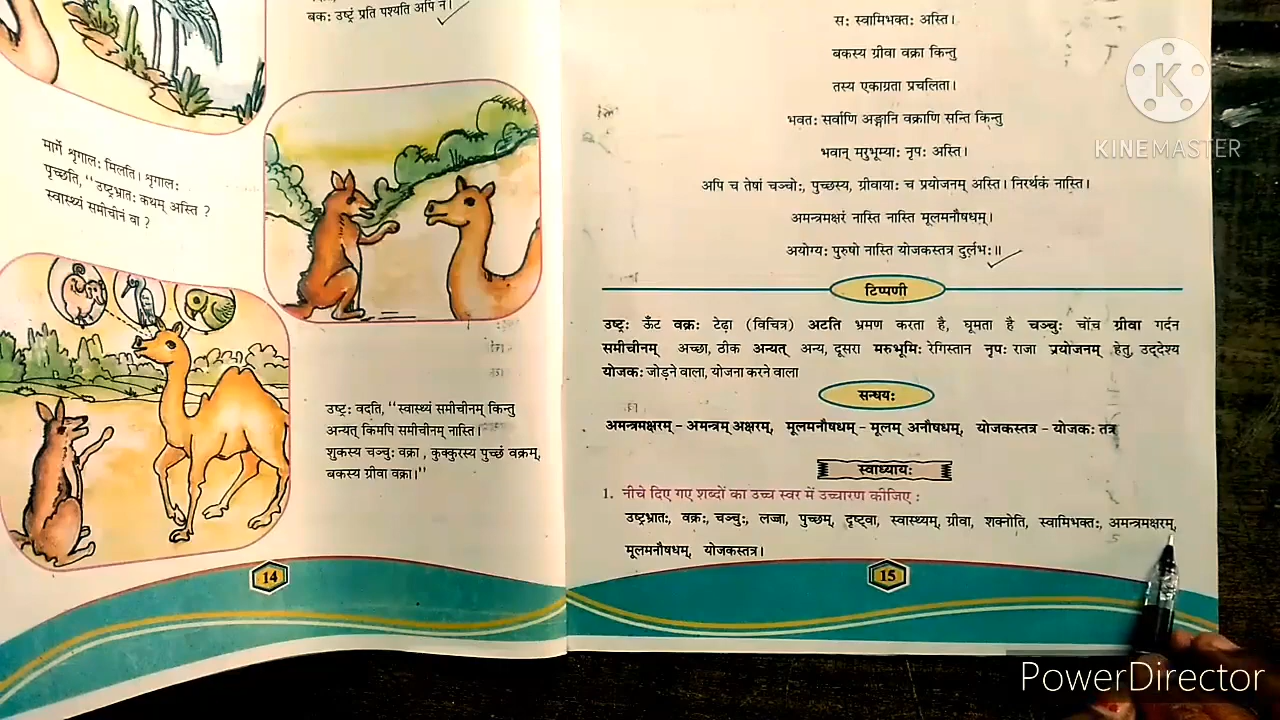 बकः उष्ट्रं प्रति पश्यति अपि न।
मार्गे शृगालः मिलति। शृगालः
पृच्छति, “उष्ट्रभ्रातः कथम् अस्ति ?
स्वास्थ्यं समीचीनं वा ?
उष्ट्रः वदति, “स्वास्थ्यं समीचीनम् किन्तु
अन्यत् किमपि समीचीनम् नास्ति।
शुकस्य चञ्चुः वक्रा , कुक्कुरस्य पुच्छं वक्रम्,
बकस्य ग्रीवा वक्रा।”
14
सः स्वामिभक्तः अस्ति।
बकस्य ग्रीवा वक्रा किन्तु
तस्य एकाग्रता प्रचलिता।
भवतः सर्वाणि अङ्गानि वक्राणि सन्ति किन्तु
भवान् मरुभूम्याः नृपः अस्ति।
अपि च तेषां चञ्चोः, पुच्छस्य, ग्रीवायाः च प्रयोजनम् अस्ति। निरर्थकं नास्ति।
अमन्त्रमक्षरं नास्ति नास्ति मूलमनौषधम्।
अयोग्यः पुरुषो नास्ति योजकस्तत्र दुर्लभः॥
टिप्पणी
उष्ट्रः ऊँट वक्रः टेढ़ा (विचित्र) अटति भ्रमण करता है, घूमता है चञ्चुः चोंच ग्रीवा गर्दन
समीचीनम् अच्छा, ठीक अन्यत् अन्य, दूसरा मरुभूमिः रेगिस्तान नृपः राजा प्रयोजनम् हेतु, उद्देश्य
योजकः जोड़ने वाला, योजना करने वाला
सन्धयः
अमन्त्रमक्षरम् – अमन्त्रम् अक्षरम्, मूलमनौषधम् – मूलम् अनौषधम्, योजकस्तत्र – योजकः तत्र
स्वाध्यायः
1. नीचे दिए गए शब्दों का उच्च स्वर में उच्चारण कीजिए :
उष्ट्रभ्रातः, वक्रः, चञ्चुः, लज्जा, पुच्छम्, दृष्ट्वा, स्वास्थ्यम्, ग्रीवा, शक्नोति, स्वामिभक्तः, अमन्त्रमक्षरम्,
मूलमनौषधम्, योजकस्तत्र।
15
K
KINEMASTER
PowerDirector